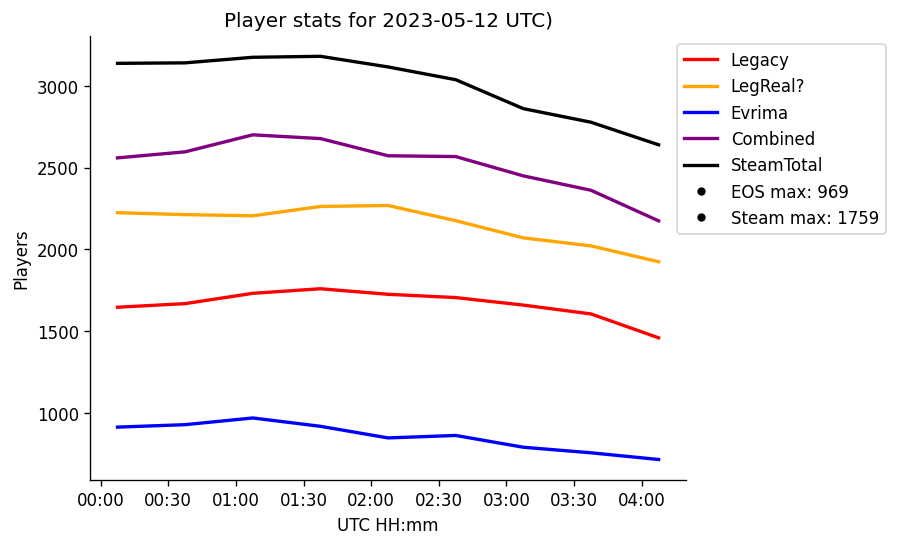 Player stats for 2023-05-12 UTC)
Legacy
LegReal?
Evrima
Combined
SteamTotal
EOS max: 969
Steam max: 1759
Players
3000
2500
2000
1500
1000
00:00 00:30 01:00 01:30 02:00 02:30 03:00 03:30 04:00
UTC HH:mm